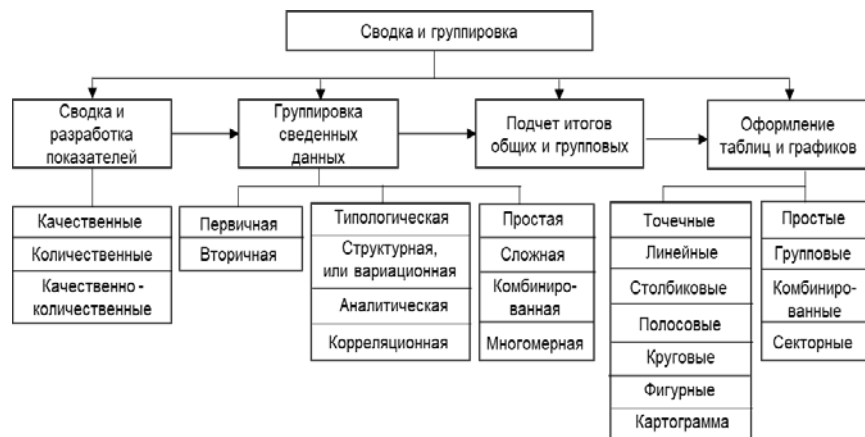 Сводка и группировка
Сводка и
разработка
показателей
Группировка
сведенных
данных
Подчет итогов
общих и групповых
Оформление
таблиц и графиков
Качественные
Количественные
Качественно -
количественные
Первичная
Вторичная
Типологическая
Структурная,
или вариационная
Аналитическая
Корреляционная
Простая
Сложная
Комбиниро-
ванная
Многомерная
Точечные
Линейные
Столбиковые
Полосовые
Круговые
Фигурные
Картограмма
Простые
Групповые
Комбиниро-
ванные
Секторные